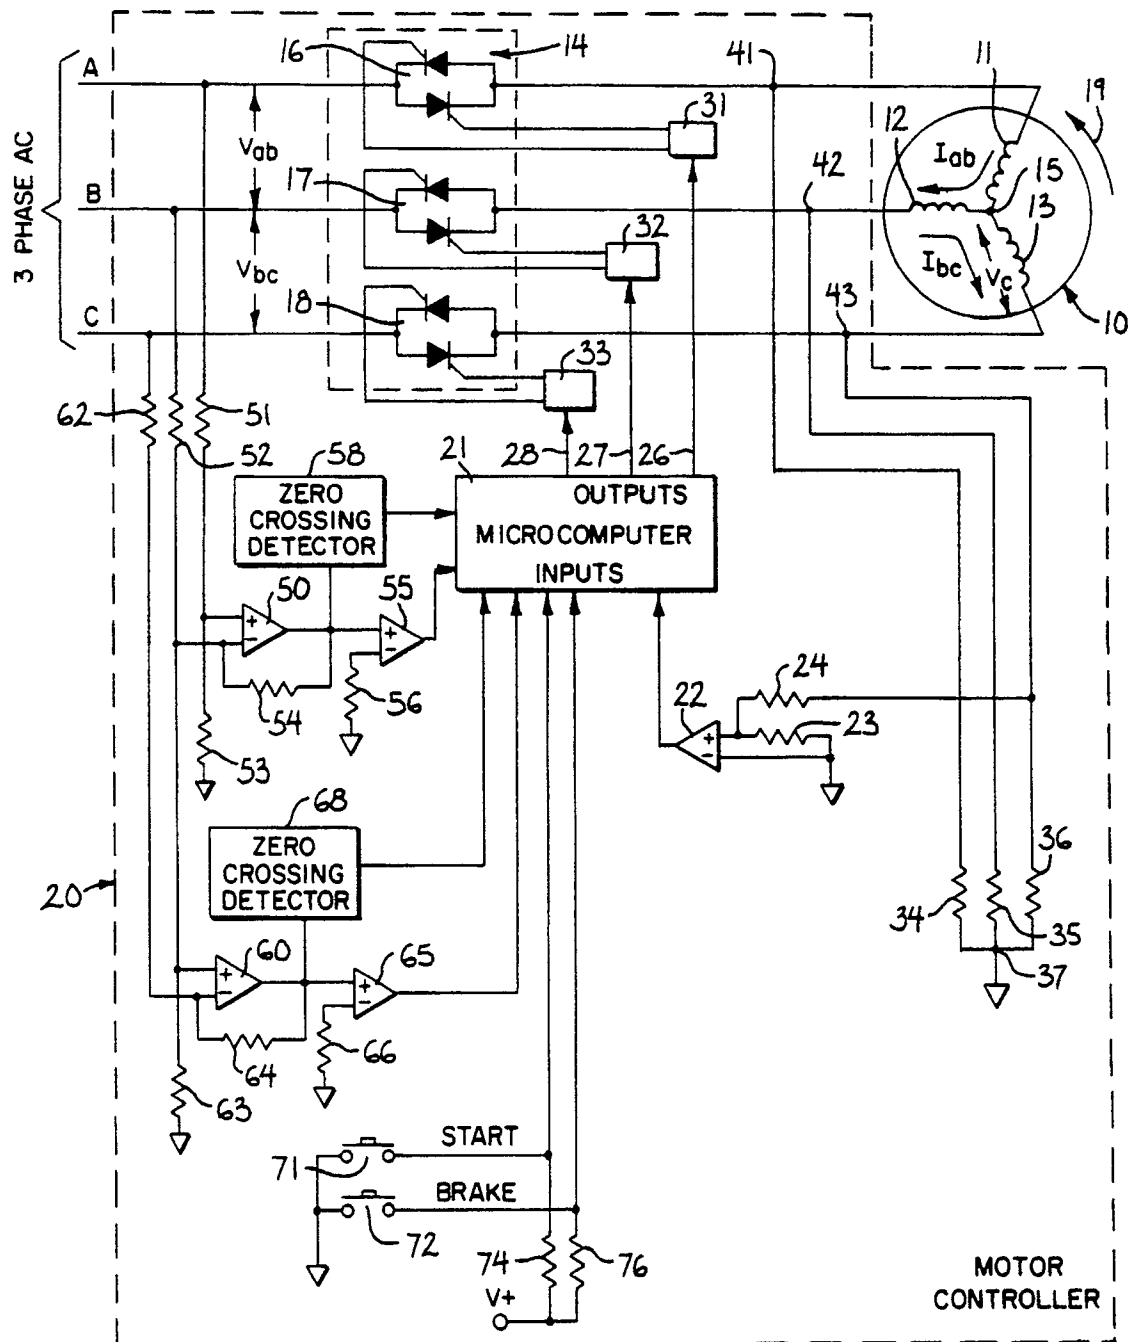 16
14
41
11
A
31
19
12
Vab
Iab
3 PHASE AC
17
42
15
B
13
32
Vbc
Ibc
Vc
18
43
C
10
33
62
51
52
58
21
28
27
26
ZERO
CROSSING
DETECTOR
OUTPUTS
MICROCOMPUTER
INPUTS
50
55
+
−
+
−
24
54
56
22
23
+
−
53
68
ZERO
CROSSING
DETECTOR
36
20
34
35
60
65
37
+
−
+
−
64
66
63
START
71
BRAKE
72
74
76
V+
MOTOR
CONTROLLER